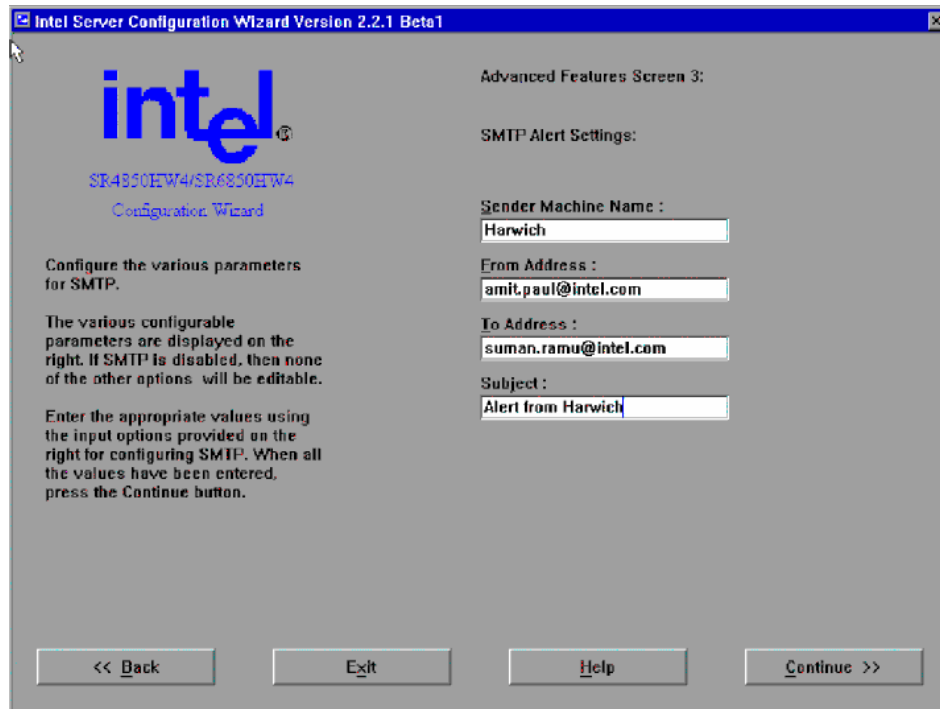 Intel Server Configuration Wizard Version 2.2.1 Beta1
intel®
SR4850HW4/SR6850HW4
Configuration Wizard
Configure the various parameters
for SMTP.
The various configurable
parameters are displayed on the
right. If SMTP is disabled, then none
of the other options will be editable.
Enter the appropriate values using
the input options provided on the
right for configuring SMTP. When all
the values have been entered,
press the Continue button.
Advanced Features Screen 3:
SMTP Alert Settings:
Sender Machine Name :
Harwich
From Address :
amit.paul@intel.com
To Address :
suman.ramu@intel.com
Subject :
Alert from Harwich
<< Back
Exit
Help
Continue >>